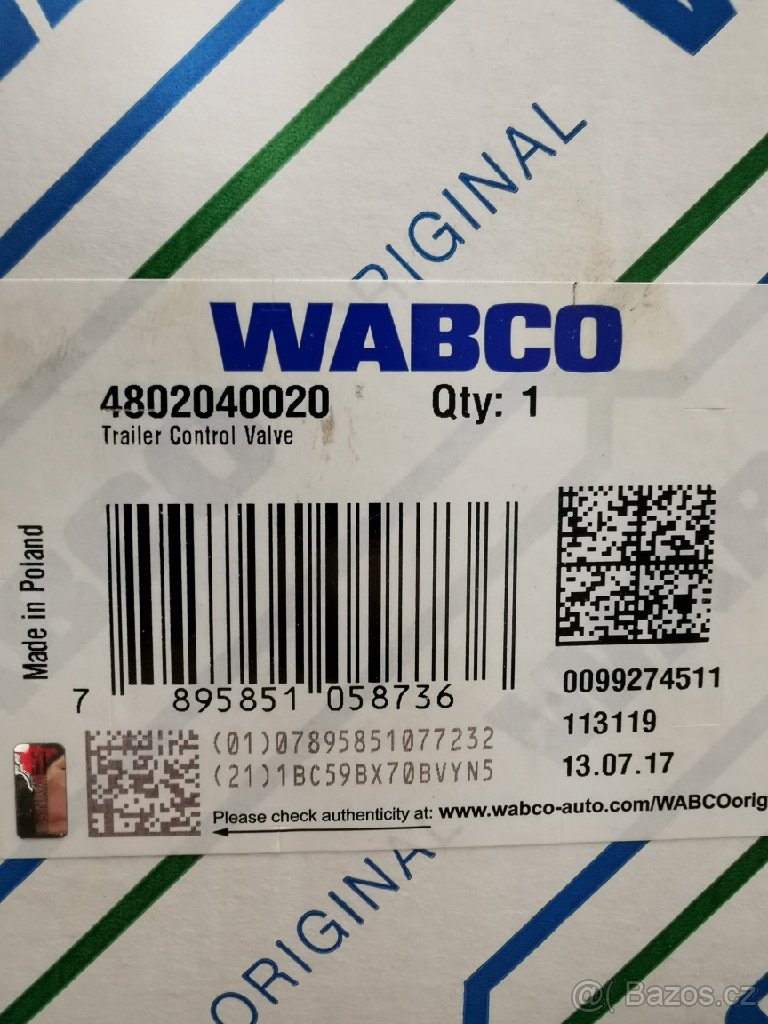 ORIGINAL
WABCO
4802040020 Qty: 1
Trailer Control Valve
Made in Poland
7 895851 058736
0099274511
113119
13.07.17
(01)07895851077232
(21)1BC59BX70BVYN5
Please check authenticity at: www.wabco-auto.com/WABCOorig
ORIGINAL
@( Bazos.cz